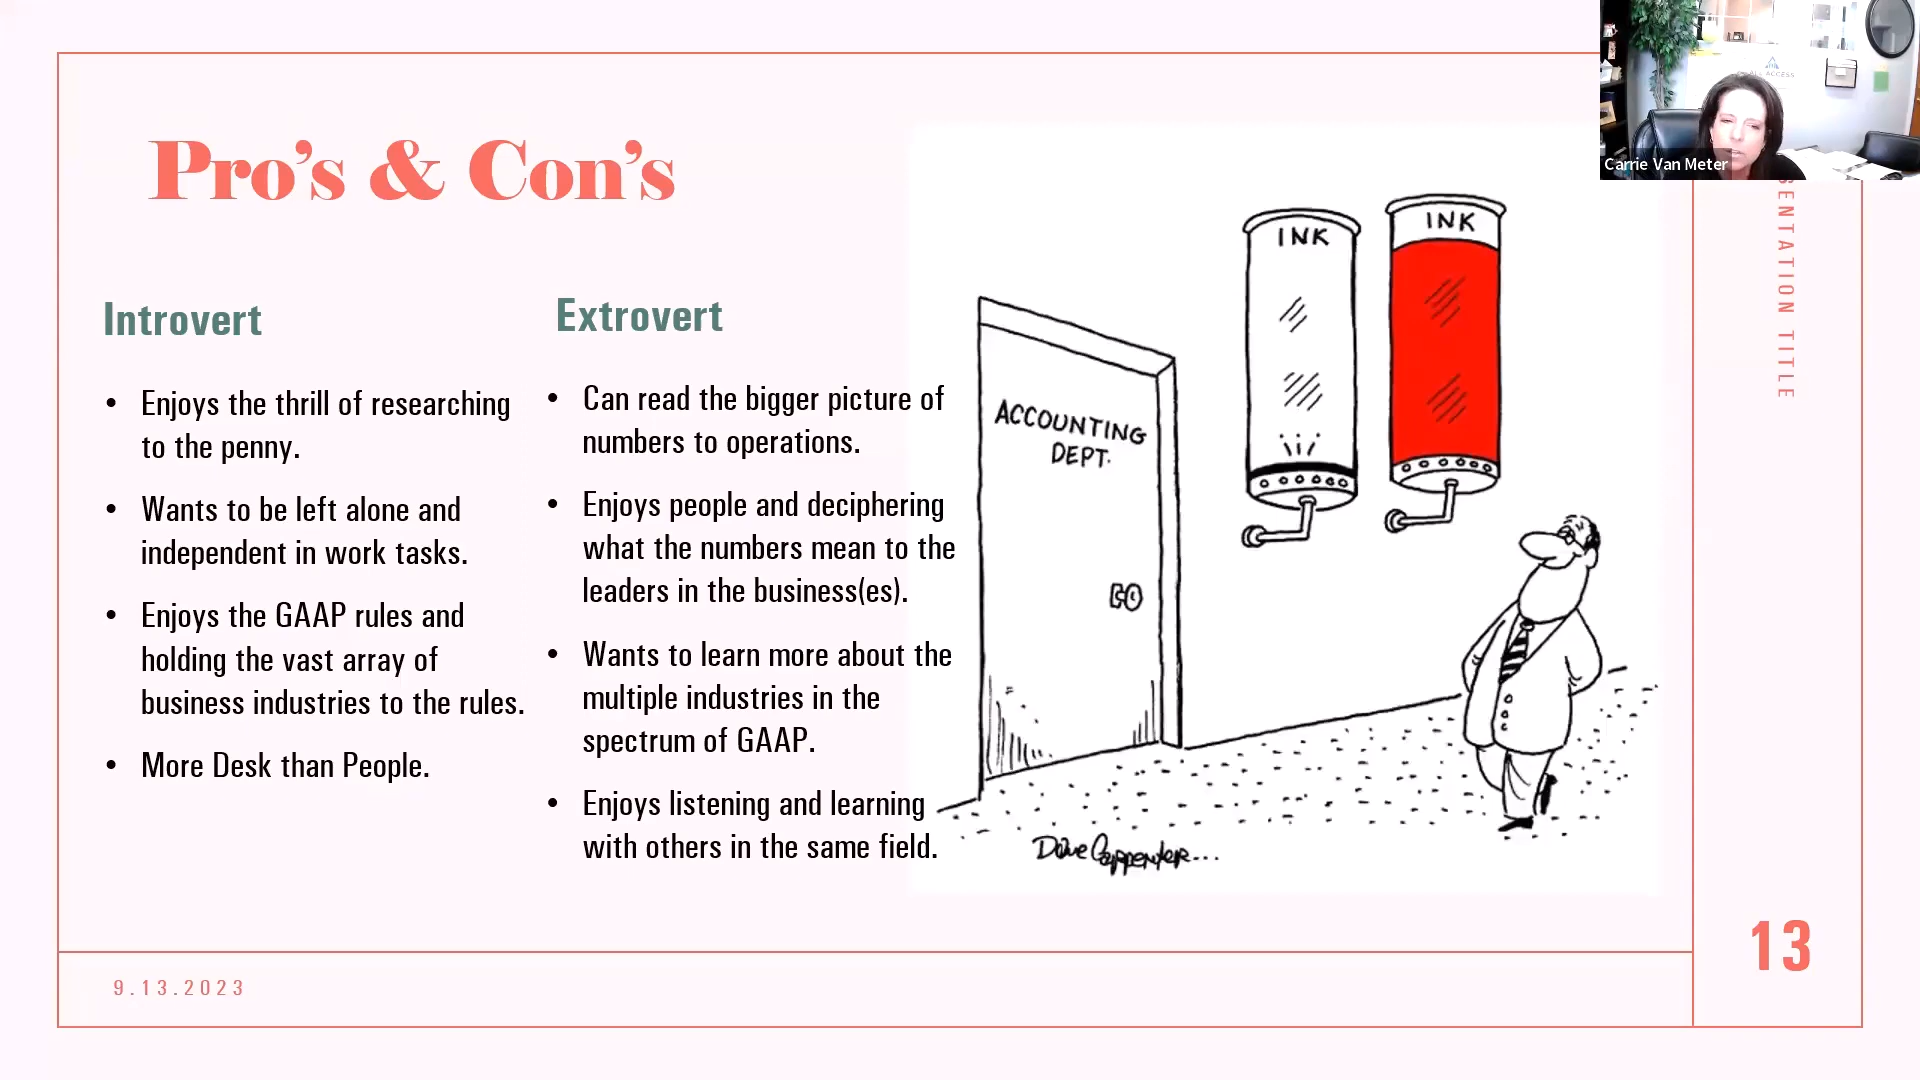 Pro's & Con's
Introvert
• Enjoys the thrill of researching
to the penny.
• Wants to be left alone and
independent in work tasks.
• Enjoys the GAAP rules and
holding the vast array of
business industries to the rules.
• More Desk than People.
Extrovert
• Can read the bigger picture of
numbers to operations.
• Enjoys people and deciphering
what the numbers mean to the
leaders in the business(es).
• Wants to learn more about the
multiple industries in the
spectrum of GAAP.
• Enjoys listening and learning
with others in the same field.
INK
INK
ACCOUNTING
DEPT.
Dave Carpenter...
ACCESS
Carrie Van Meter
SENTATION TITLE
13
9.13.2023